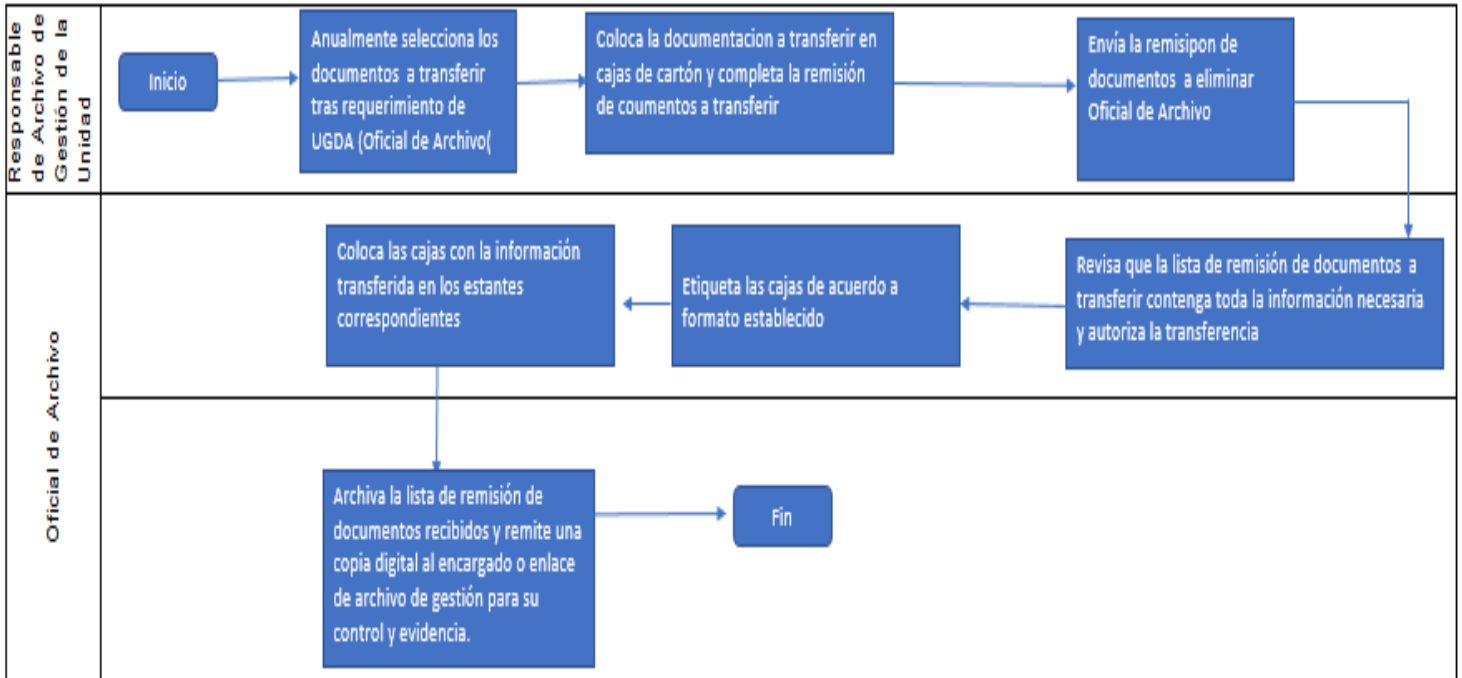 Responsable
de Archivo de
Gestión de la
Unidad
Inicio
Anualmente selecciona los
documentos a transferir
tras requerimiento de
UGDA (Oficial de Archivo(
Coloca la documentacion a transferir en
cajas de cartón y completa la remisión
de coumentos a transferir
Envía la remisipon de
documentos a eliminar
Oficial de Archivo
Oficial de Archivo
Revisa que la lista de remisión de documentos a
transferir contenga toda la información necesaria
y autoriza la transferencia
Etiqueta las cajas de acuerdo a
formato establecido
Coloca las cajas con la información
transferida en los estantes
correspondientes
Archiva la lista de remisión de
documentos recibidos y remite una
copia digital al encargado o enlace
de archivo de gestión para su
control y evidencia.
Fin